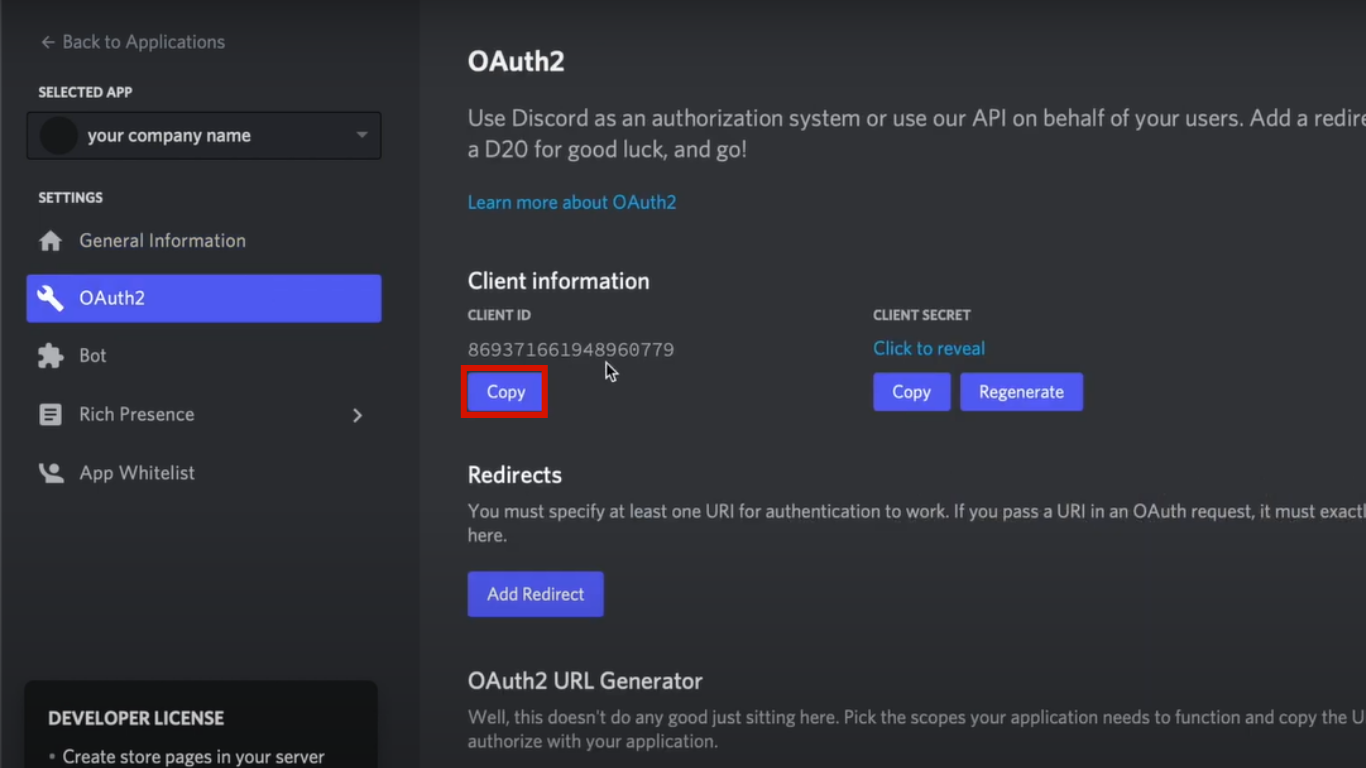 Back to Applications
SELECTED APP
your company name
SETTINGS
General Information
OAuth2
Bot
Rich Presence
App Whitelist
DEVELOPER LICENSE
• Create store pages in your server
OAuth2
Use Discord as an authorization system or use our API on behalf of your users. Add a redire
a D20 for good luck, and go!
Learn more about OAuth2
Client information
CLIENT ID
869371661948960779
Copy
CLIENT SECRET
Click to reveal
Copy Regenerate
Redirects
You must specify at least one URI for authentication to work. If you pass a URI in an OAuth request, it must exactl
here.
Add Redirect
OAuth2 URL Generator
Well, this doesn't do any good just sitting here. Pick the scopes your application needs to function and copy the U
authorize with your application.